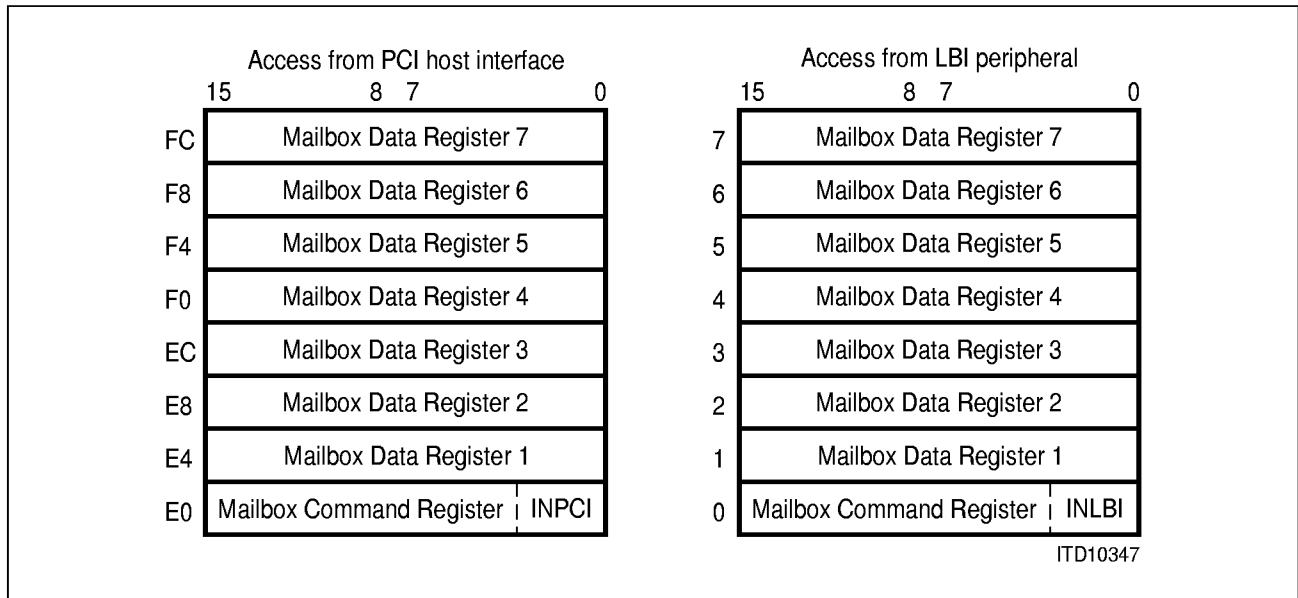 Access from PCI host interface
15 8 7 0
FC Mailbox Data Register 7
F8 Mailbox Data Register 6
F4 Mailbox Data Register 5
F0 Mailbox Data Register 4
EC Mailbox Data Register 3
E8 Mailbox Data Register 2
E4 Mailbox Data Register 1
E0 Mailbox Command Register INPCI
Access from LBI peripheral
15 8 7 0
7 Mailbox Data Register 7
6 Mailbox Data Register 6
5 Mailbox Data Register 5
4 Mailbox Data Register 4
3 Mailbox Data Register 3
2 Mailbox Data Register 2
1 Mailbox Data Register 1
0 Mailbox Command Register INLBI
ITD10347